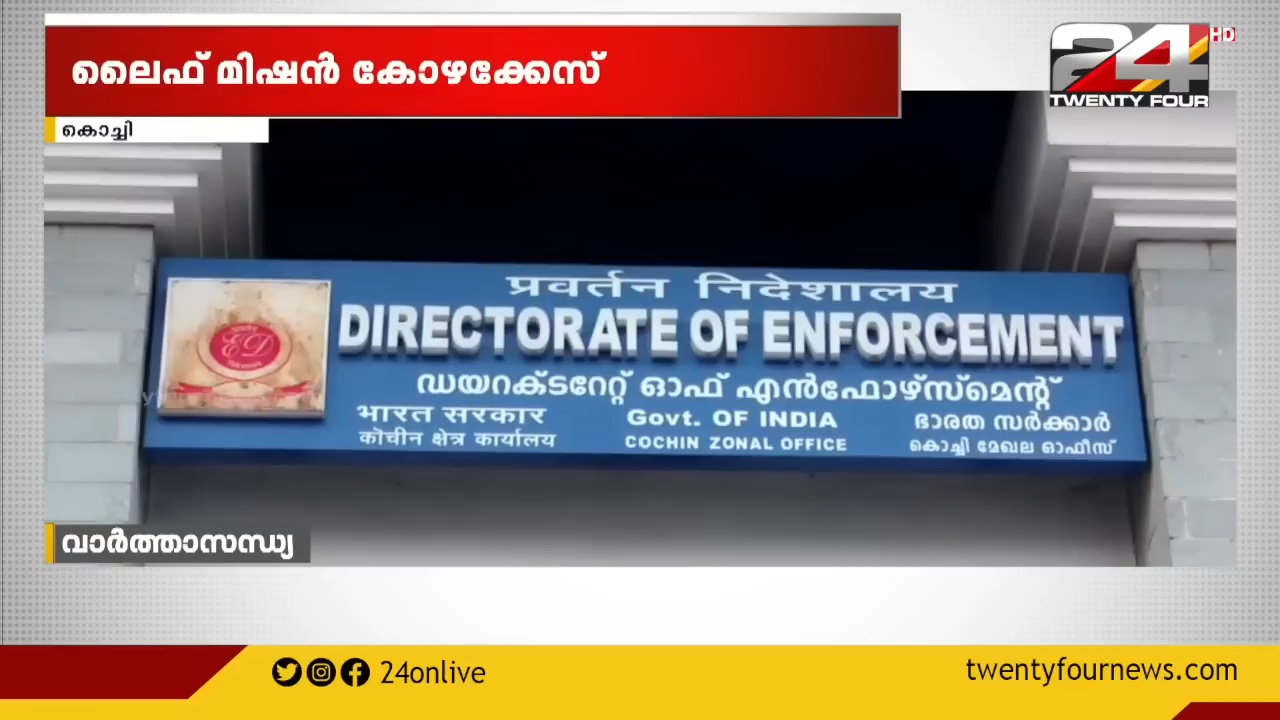 ലൈഫ് മിഷൻ കോഴക്കേസ്
24 HD
TWENTY FOUR
കൊച്ചി
प्रवर्तन निदेशालय
DIRECTORATE OF ENFORCEMENT
ഡയറക്ടറേറ്റ് ഓഫ് എൻഫോഴ്സ്മെന്റ്
भारत सरकार Govt. OF INDIA ഭാരത സർക്കാർ
कोचीन क्षेत्र कार्यालय COCHIN ZONAL OFFICE കൊച്ചി മേഖല ഓഫീസ്
ED
വാർത്താസന്ധ്യ
24onlive
twentyfournews.com